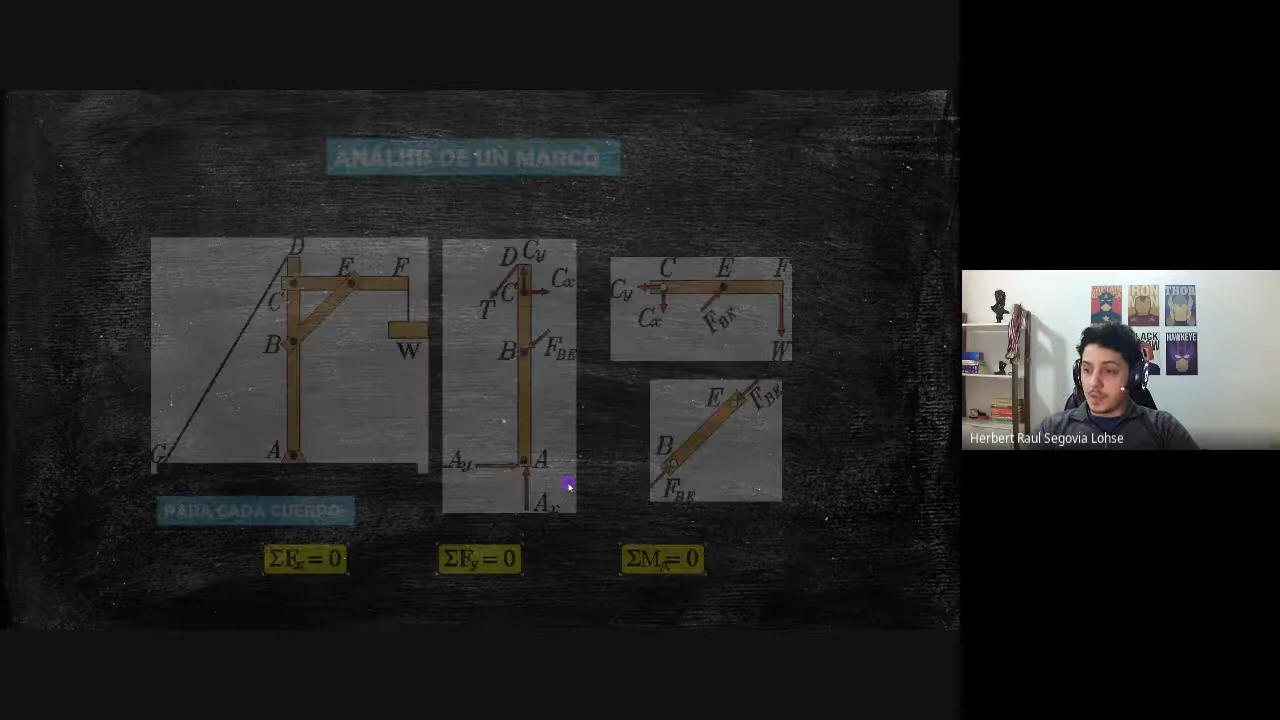 ANÁLISIS DE UN MARCO
D
E
F
C
B
W
G
A
D
Cy
C
Cx
T
B
FBE
Ay
A
Ax
C
E
F
Cy
Cx
FBE
W
E
FBE
B
FBE
PARA CADA CUERPO:
ΣFx = 0
ΣFy = 0
ΣMA = 0
CAPTAIN
IRON
THOR
BLACK
HAWKEYE
Herbert Raul Segovia Lohse